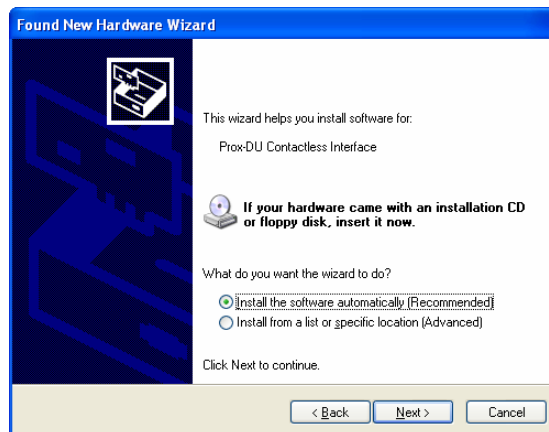 Found New Hardware Wizard
This wizard helps you install software for:
Prox-DU Contactless Interface
If your hardware came with an installation CD
or floppy disk, insert it now.
What do you want the wizard to do?
Install the software automatically (Recommended)
Install from a list or specific location (Advanced)
Click Next to continue.
< Back Next > Cancel